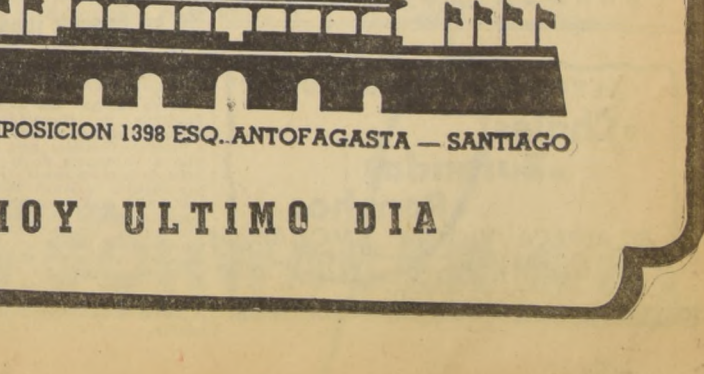 POSICION 1398 ESQ. ANTOFAGASTA — SANTIAGO
HOY ULTIMO DIA